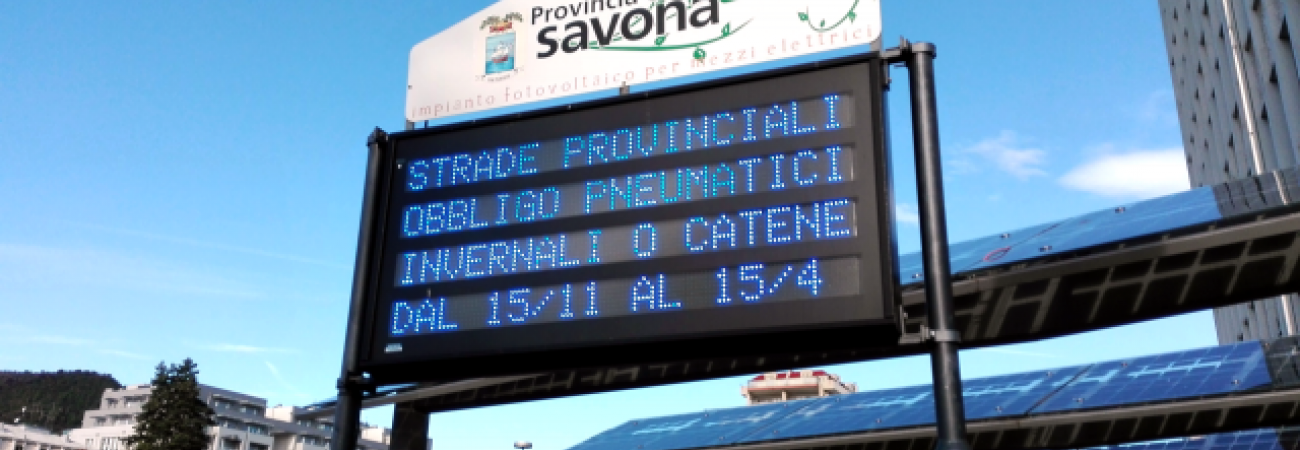 Provincia
savona
impianto fotovoltaico per mezzi elettrici
STRADE PROVINCIALI
OBBLIGO PNEUMATICI
INVERNALI O CATENE
DAL 15/11 AL 15/4